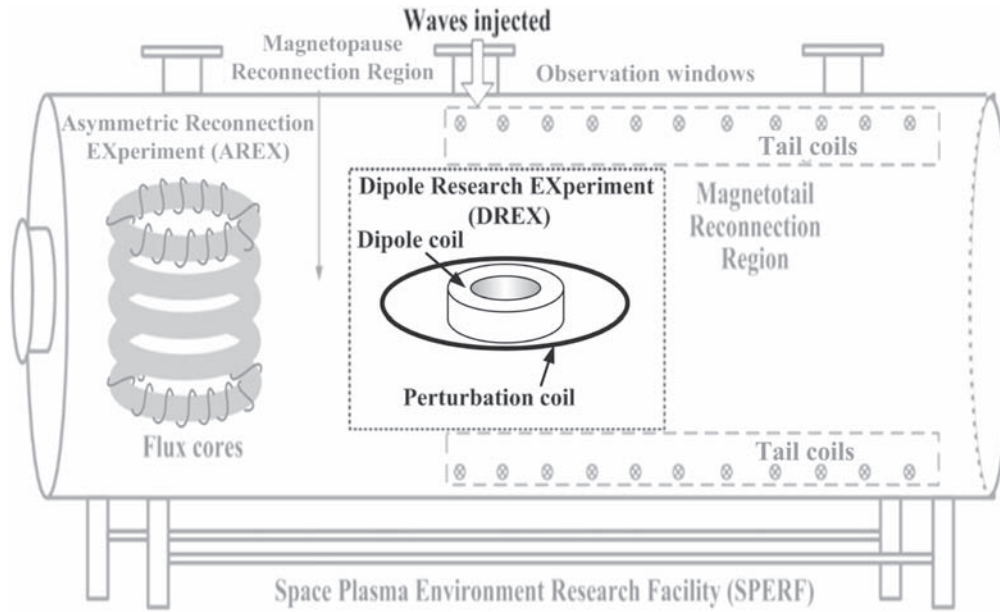 Waves injected
Magnetopause
Reconnection Region
Observation windows
Asymmetric Reconnection
EXperiment (AREX)
Tail coils
Dipole Research EXperiment
(DREX)
Dipole coil
Magnetotail
Reconnection
Region
Perturbation coil
Flux cores
Tail coils
Space Plasma Environment Research Facility (SPERF)